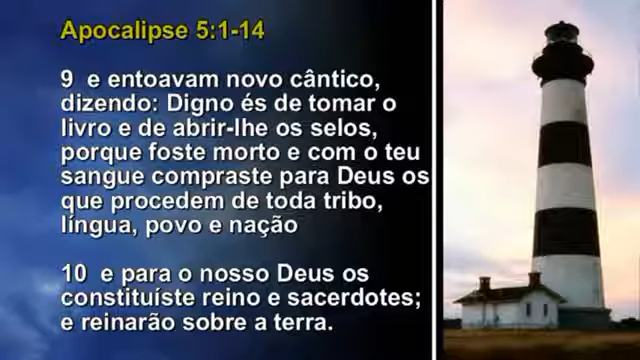 Apocalipse 5:1-14
9 e entoavam novo cântico,
dizendo: Digno és de tomar o
livro e de abrir-lhe os selos,
porque foste morto e com o teu
sangue compraste para Deus os
que procedem de toda tribo,
língua, povo e nação
10 e para o nosso Deus os
constituíste reino e sacerdotes;
e reinarão sobre a terra.